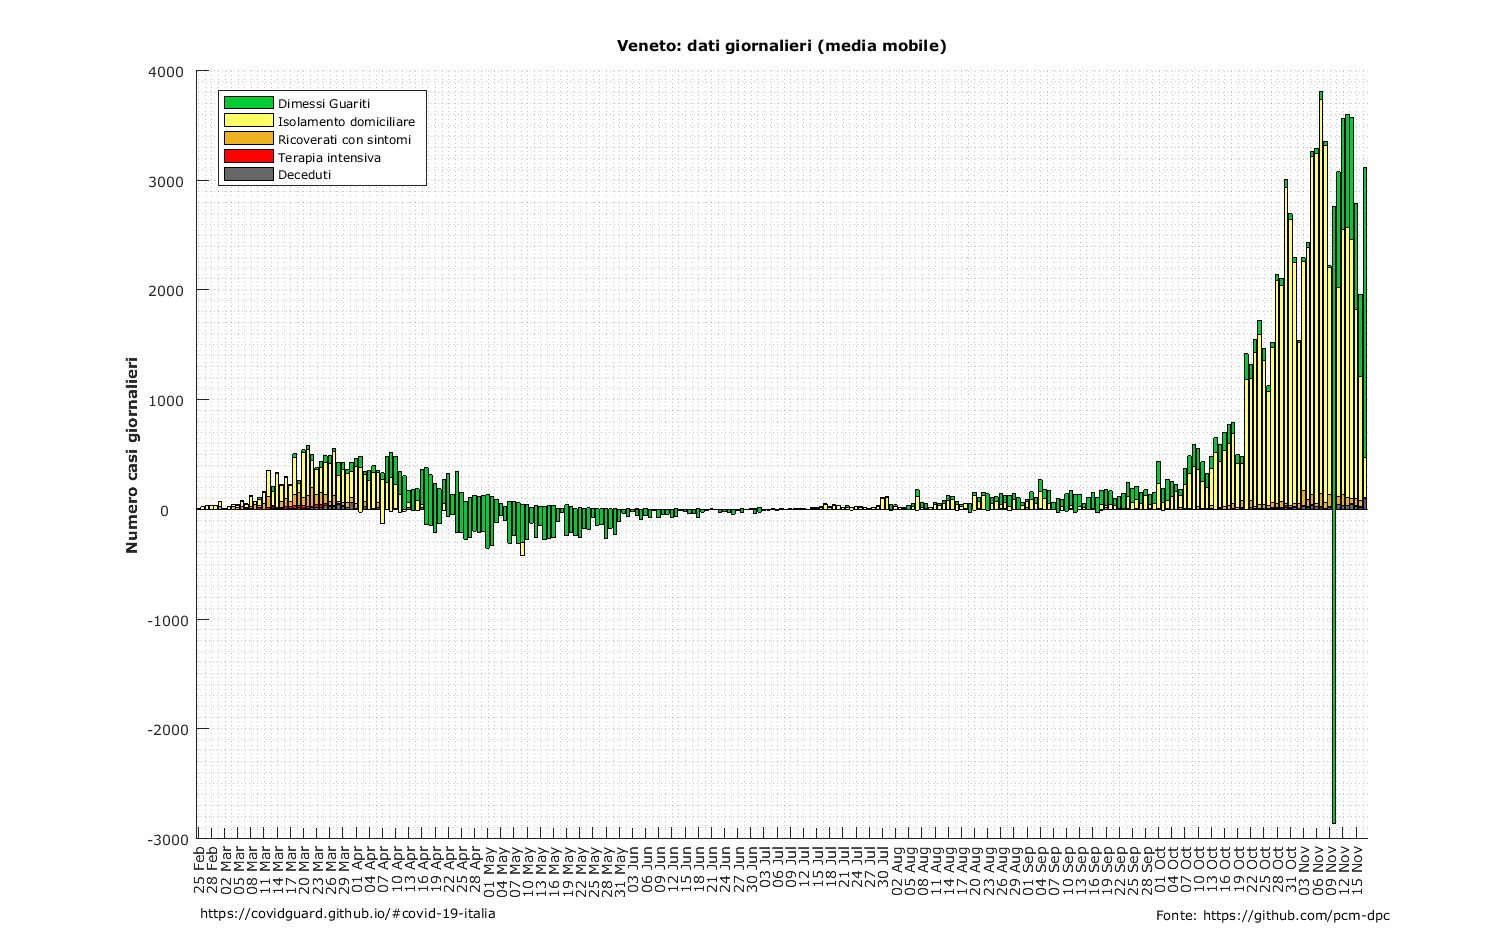 Veneto: dati giornalieri (media mobile)
4000
3000
2000
1000
0
-1000
-2000
-3000
Numero casi giornalieri
Dimessi Guariti
Isolamento domiciliare
Ricoverati con sintomi
Terapia intensiva
Deceduti
25 Feb
28 Feb
02 Mar
05 Mar
08 Mar
11 Mar
14 Mar
17 Mar
20 Mar
23 Mar
26 Mar
29 Mar
01 Apr
04 Apr
07 Apr
10 Apr
13 Apr
16 Apr
19 Apr
22 Apr
25 Apr
28 Apr
01 May
04 May
07 May
10 May
13 May
16 May
19 May
22 May
25 May
28 May
31 May
03 Jun
06 Jun
09 Jun
12 Jun
15 Jun
18 Jun
21 Jun
24 Jun
27 Jun
30 Jun
03 Jul
06 Jul
09 Jul
12 Jul
15 Jul
18 Jul
21 Jul
24 Jul
27 Jul
30 Jul
02 Aug
05 Aug
08 Aug
11 Aug
14 Aug
17 Aug
20 Aug
23 Aug
26 Aug
29 Aug
01 Sep
04 Sep
07 Sep
10 Sep
13 Sep
16 Sep
19 Sep
22 Sep
25 Sep
28 Sep
01 Oct
04 Oct
07 Oct
10 Oct
13 Oct
16 Oct
19 Oct
22 Oct
25 Oct
28 Oct
31 Oct
03 Nov
06 Nov
09 Nov
12 Nov
15 Nov
https://covidguard.github.io/#covid-19-italia
Fonte: https://github.com/pcm-dpc